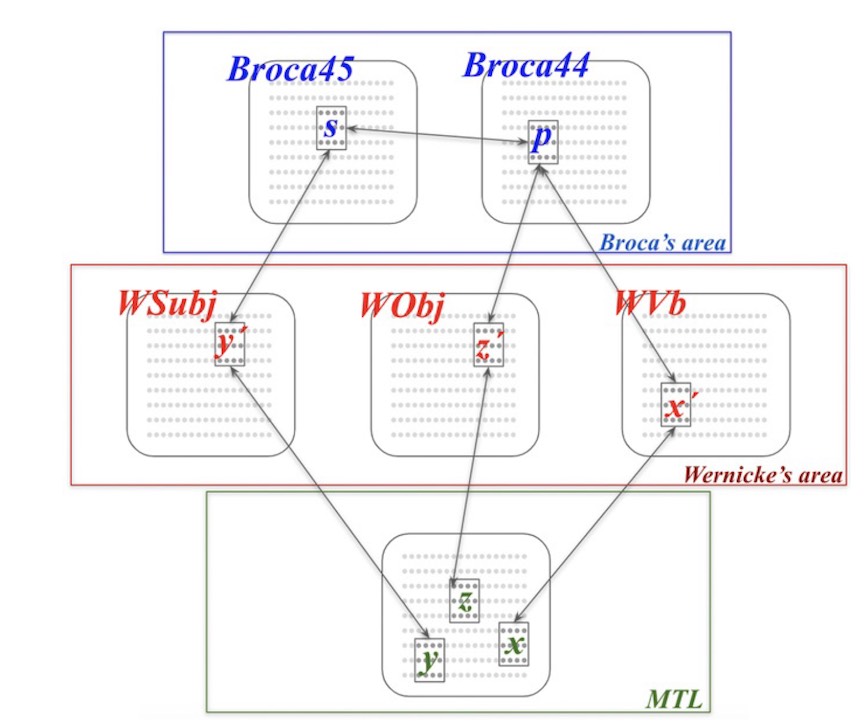 Broca45
Broca44
s
p
Broca's area
WSubj
WObj
WVb
y´
z´
x´
Wernicke's area
z
x
y
MTL